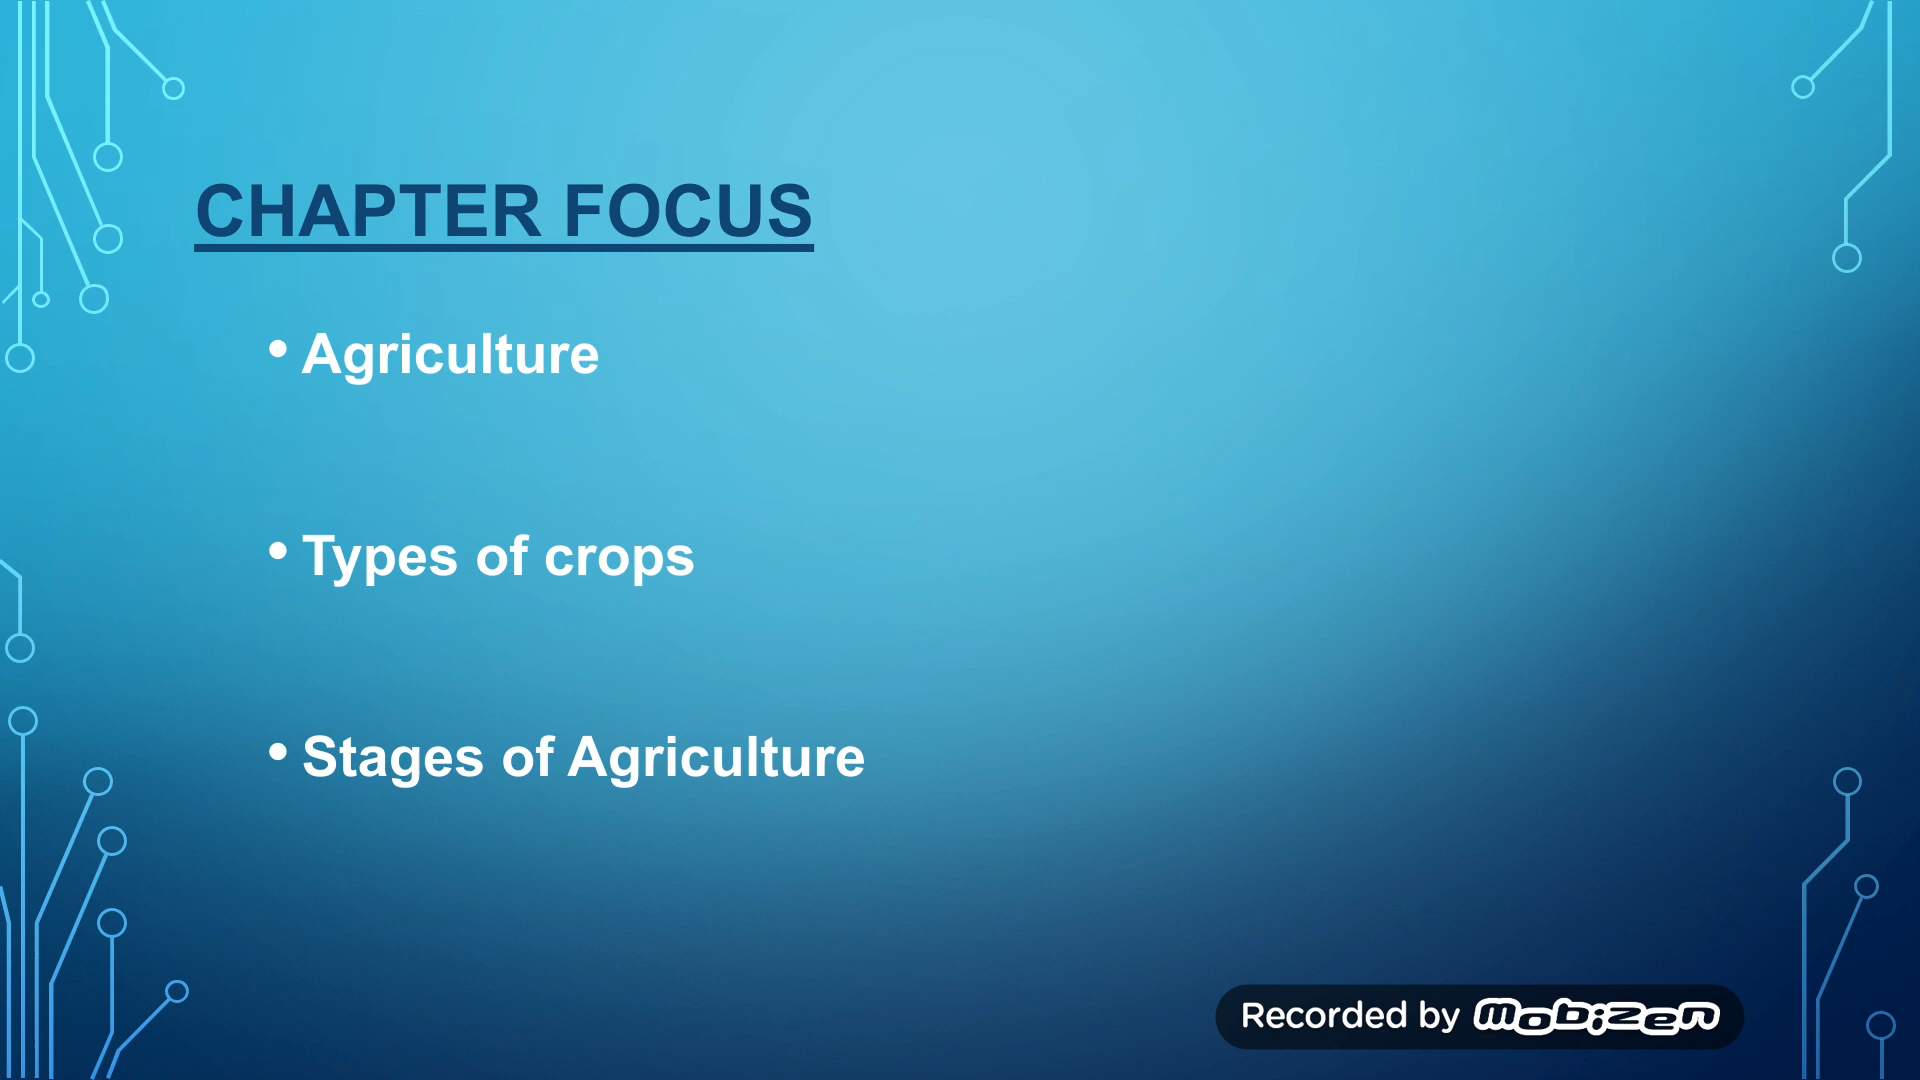 CHAPTER FOCUS
• Agriculture
• Types of crops
• Stages of Agriculture
Recorded by mobizen